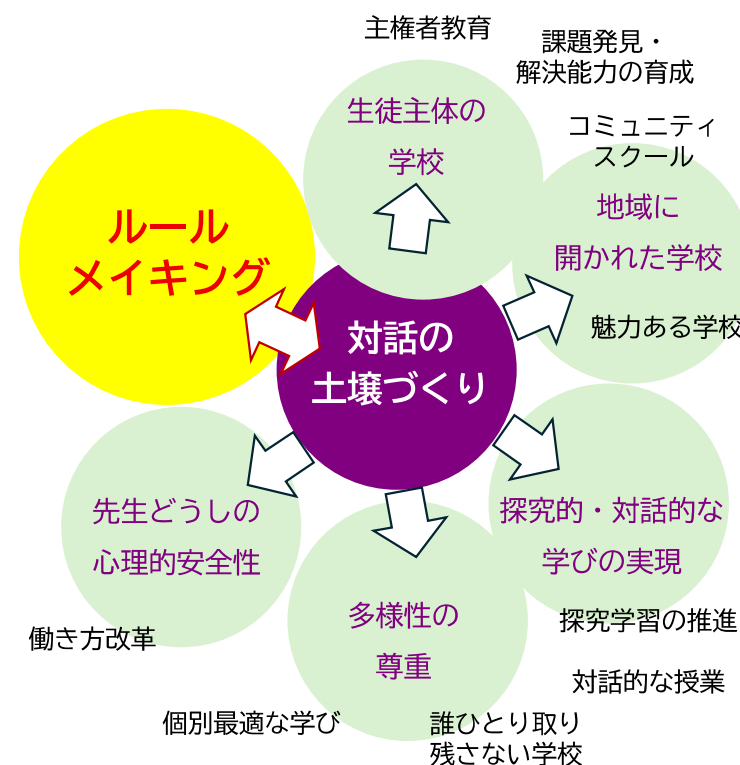 主権者教育
課題発見・
解決能力の育成
生徒主体の
学校
コミュニティ
スクール
地域に
開かれた学校
魅力ある学校
ルール
メイキング
対話の
土壌づくり
先生どうしの
心理的安全性
働き方改革
探究的・対話的な
学びの実現
探究学習の推進
対話的な授業
多様性の
尊重
個別最適な学び
誰ひとり取り
残さない学校